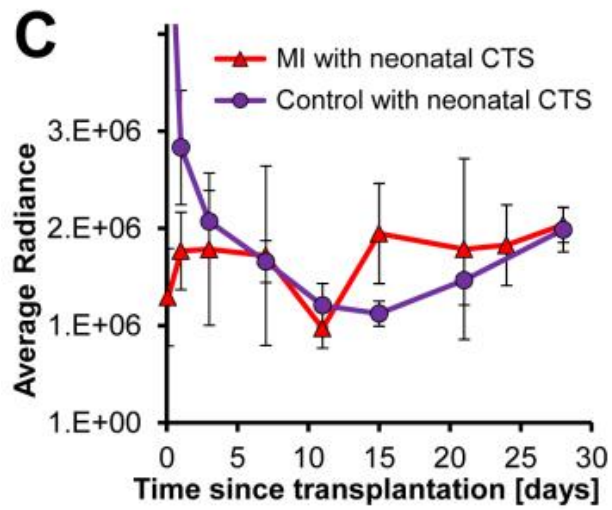 C
MI with neonatal CTS
Control with neonatal CTS
3.E+06
2.E+06
1.E+06
1.E+00
Average Radiance
0 5 10 15 20 25 30
Time since transplantation [days]